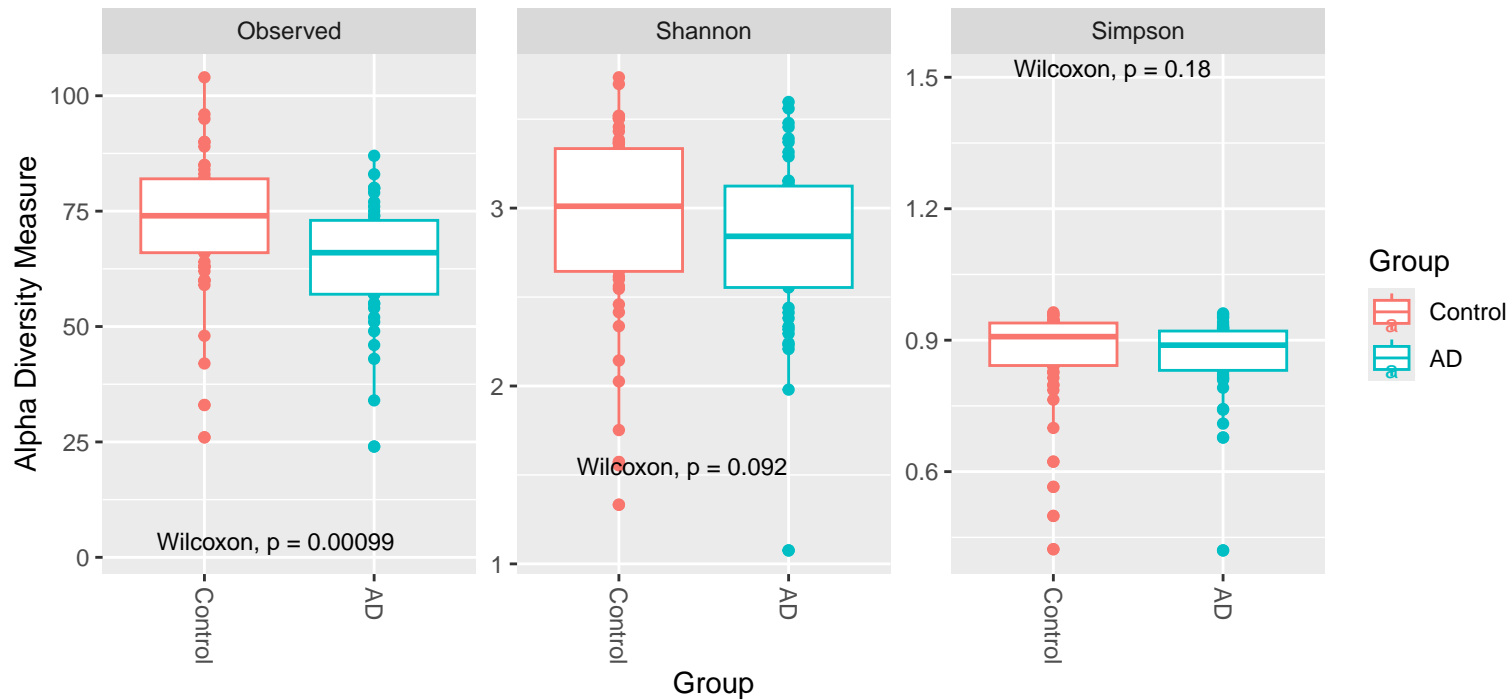 Observed
Shannon
Simpson
Alpha Diversity Measure
100
75
50
25
0
Wilcoxon, p = 0.00099
Control
AD
3
2
1
Wilcoxon, p = 0.092
Control
AD
1.5
1.2
0.9
0.6
Wilcoxon, p = 0.18
Control
AD
Group
Group
a Control
a AD